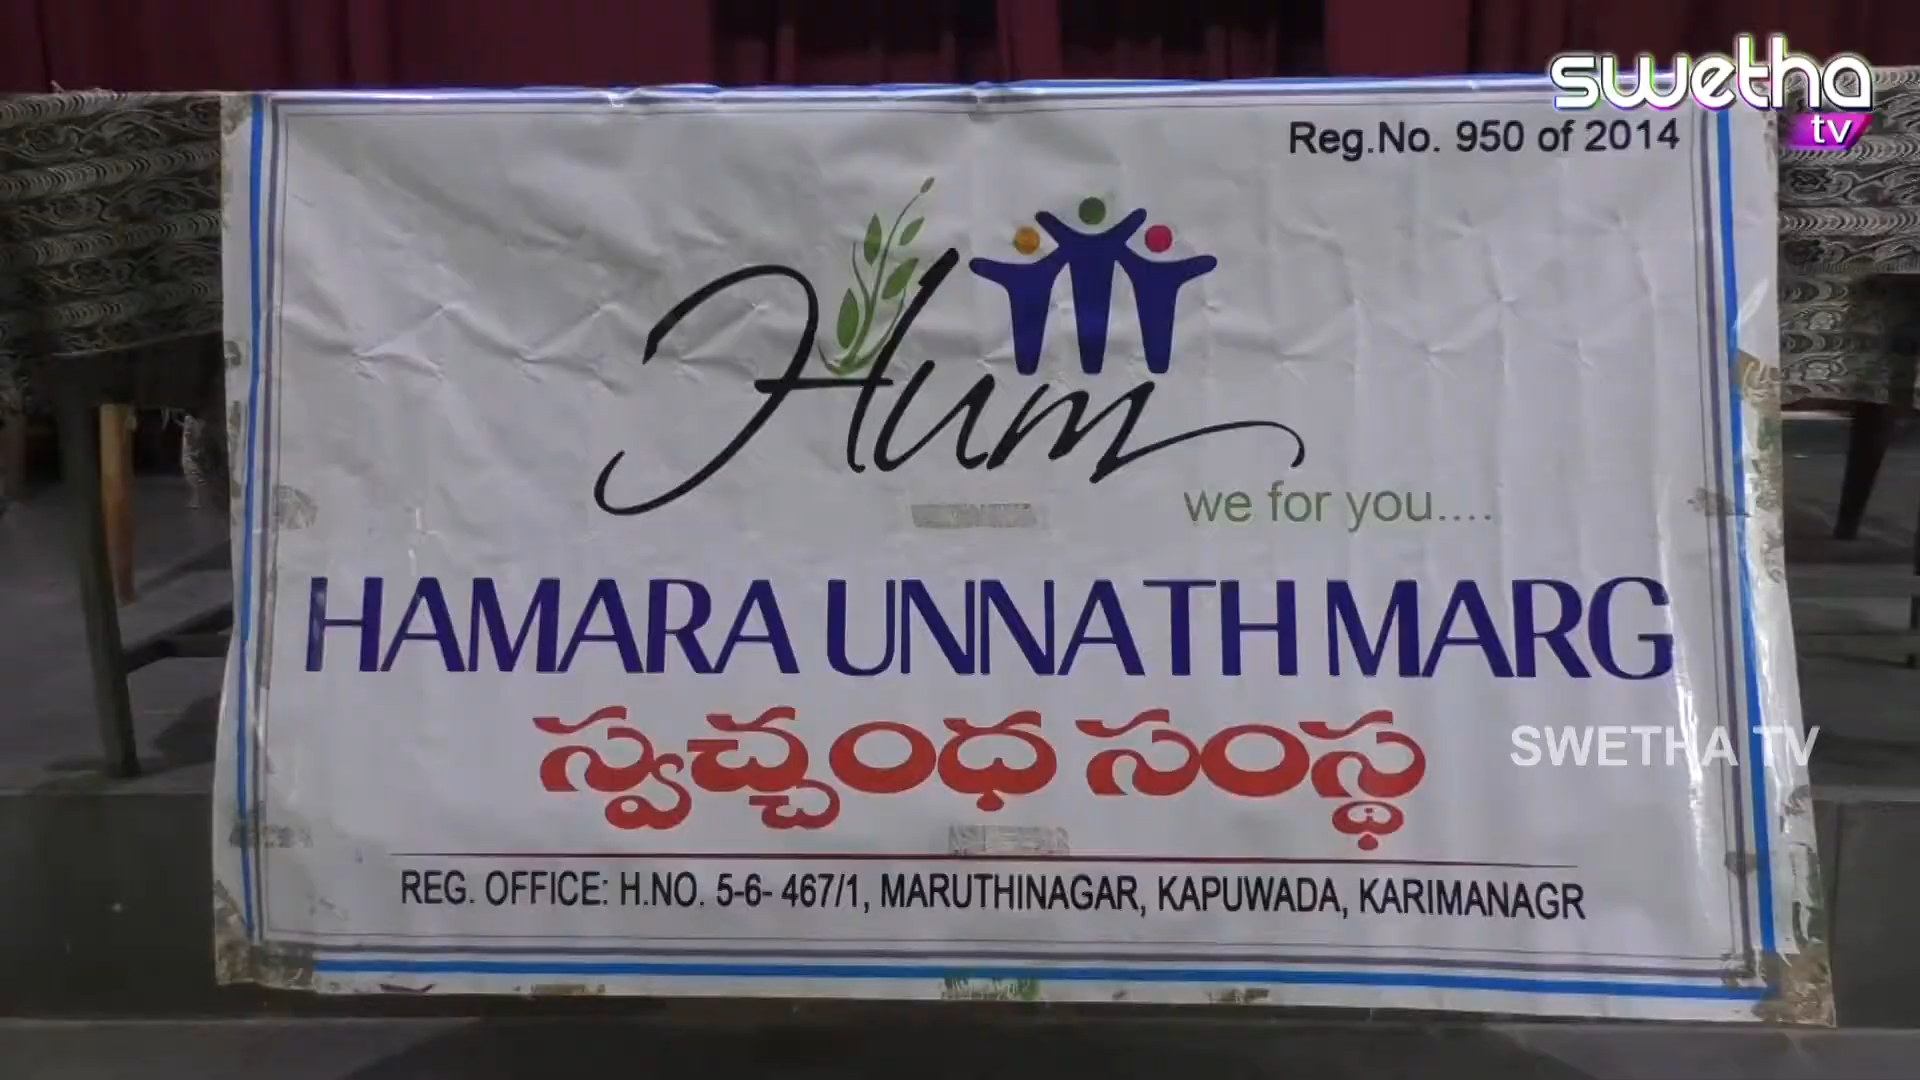 swetha
tv
Reg.No. 950 of 2014
Hum
we for you....
HAMARA UNNATH MARG
స్వచ్చంధ సంస్థ
SWETHA TV
REG. OFFICE: H.NO. 5-6- 467/1, MARUTHINAGAR, KAPUWADA, KARIMANAGR